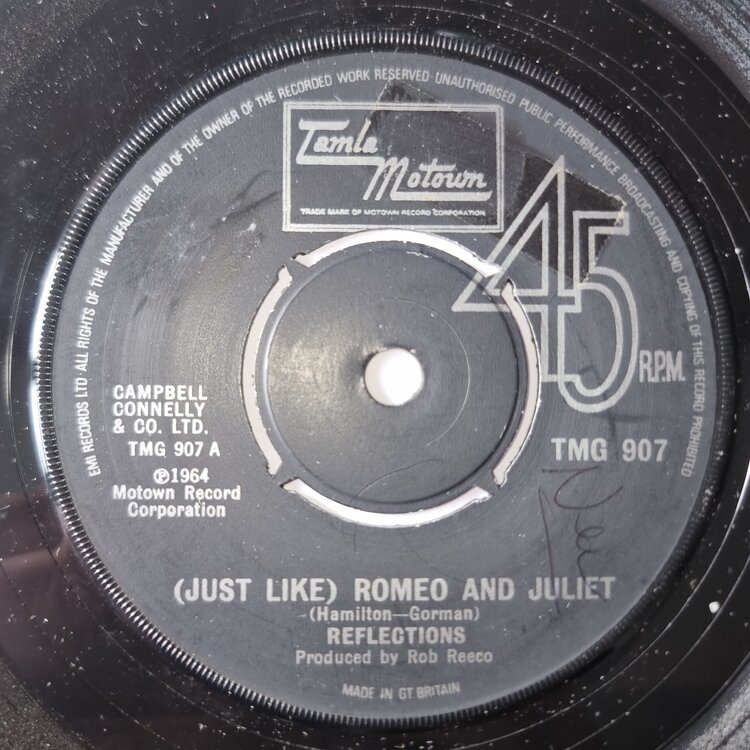 EMI RECORDS LTD· ALL RIGHTS OF THE MANUFACTURER AND OF THE OWNER OF THE RECORDED WORK RESERVED· UNAUTHORISED PUBLIC PERFORMANCE BROADCASTING AND COPYING OF THIS RECORD PROHIBITED
Tamla
Motown
TRADE MARK OF MOTOWN RECORD CORPORATION
45
R.P.M.
CAMPBELL
CONNELLY
& CO. LTD.
TMG 907 A
℗1964
Motown Record
Corporation
TMG 907
(JUST LIKE) ROMEO AND JULIET
(Hamilton—Gorman)
REFLECTIONS
Produced by Rob Reeco
MADE IN GT BRITAIN